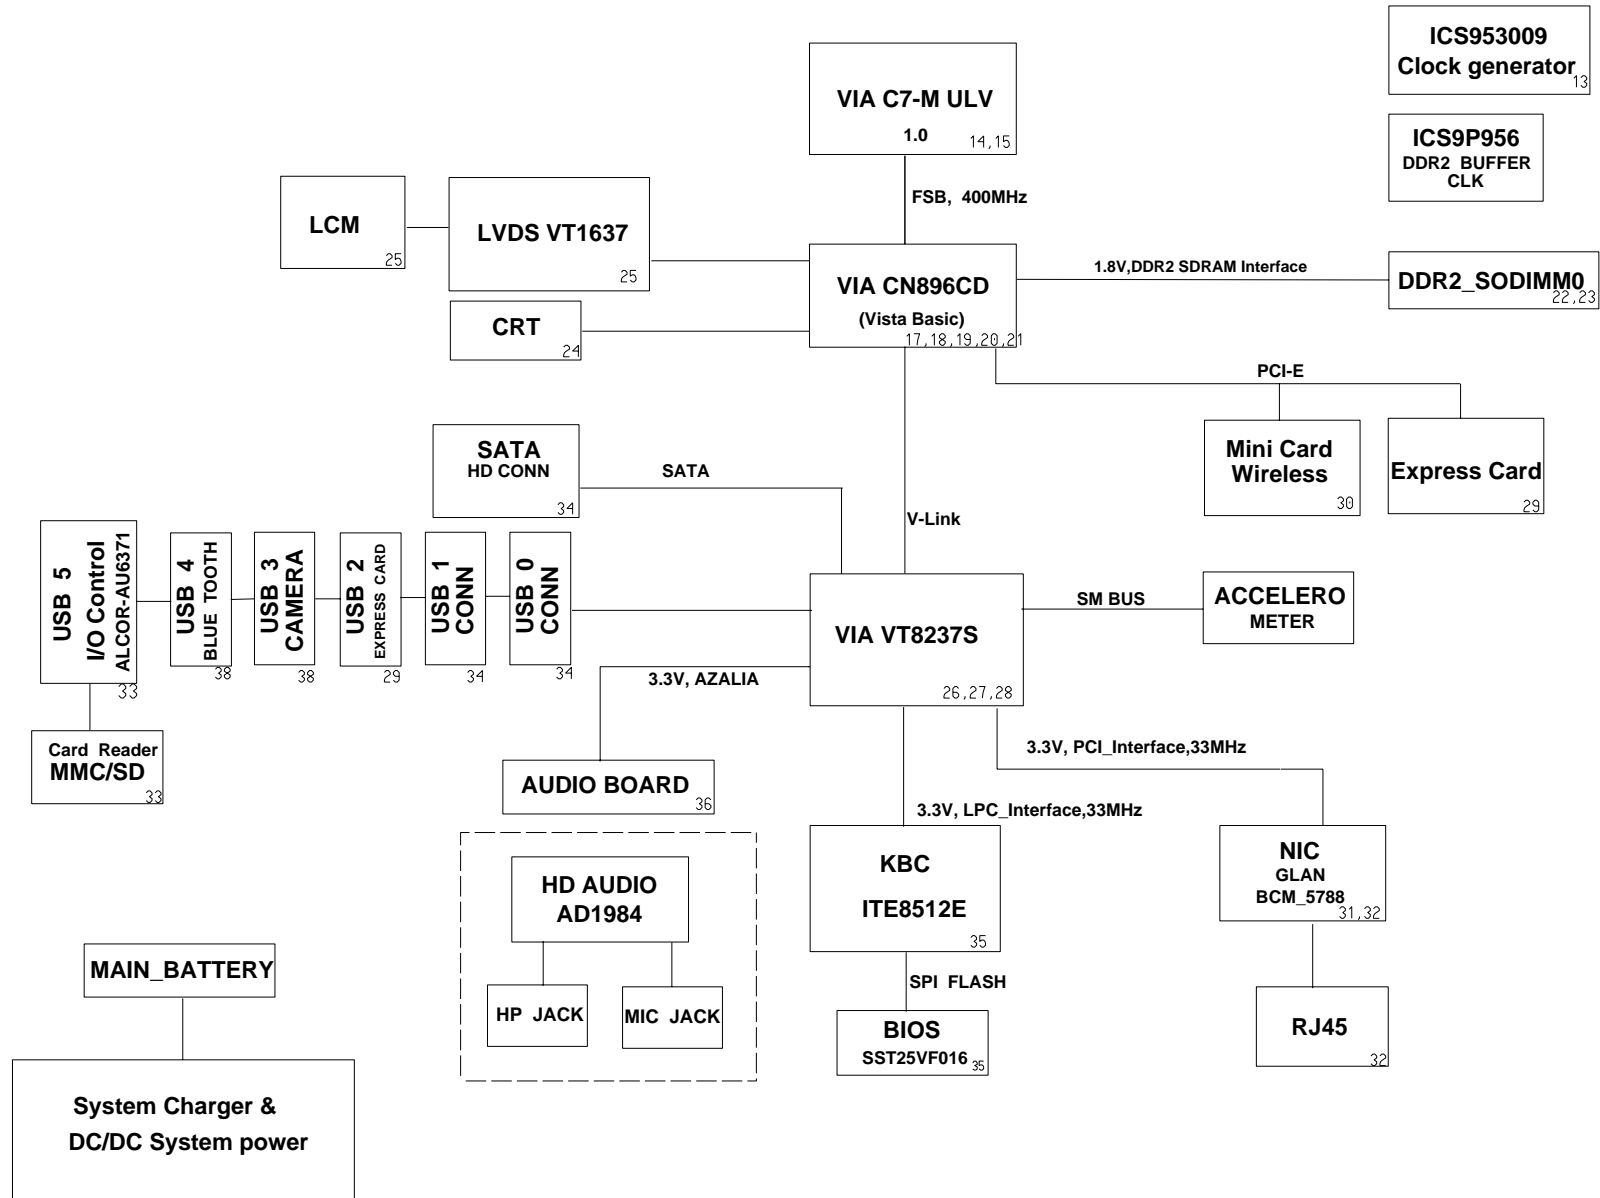 ICS953009
Clock generator
13
VIA C7-M ULV
1.0
14,15
ICS9P956
DDR2 BUFFER
CLK
FSB, 400MHz
LCM
25
LVDS VT1637
25
VIA CN896CD
(Vista Basic)
17,18,19,20,21
1.8V,DDR2 SDRAM Interface
DDR2_SODIMM0
22,23
CRT
24
PCI-E
Mini Card
Wireless
30
Express Card
29
SATA
HD CONN
34
SATA
V-Link
USB 5
I/O Control
ALCOR-AU6371
33
USB 4
BLUE TOOTH
38
USB 3
CAMERA
38
USB 2
EXPRESS CARD
29
USB 1
CONN
34
USB 0
CONN
34
VIA VT8237S
26,27,28
SM BUS
ACCELERO
METER
3.3V, AZALIA
Card Reader
MMC/SD
33
AUDIO BOARD
36
3.3V, PCI_Interface,33MHz
3.3V, LPC_Interface,33MHz
HD AUDIO
AD1984
HP JACK
MIC JACK
KBC
ITE8512E
35
NIC
GLAN
BCM_5788
31,32
SPI FLASH
BIOS
SST25VF016
35
RJ45
32
MAIN_BATTERY
System Charger &
DC/DC System power